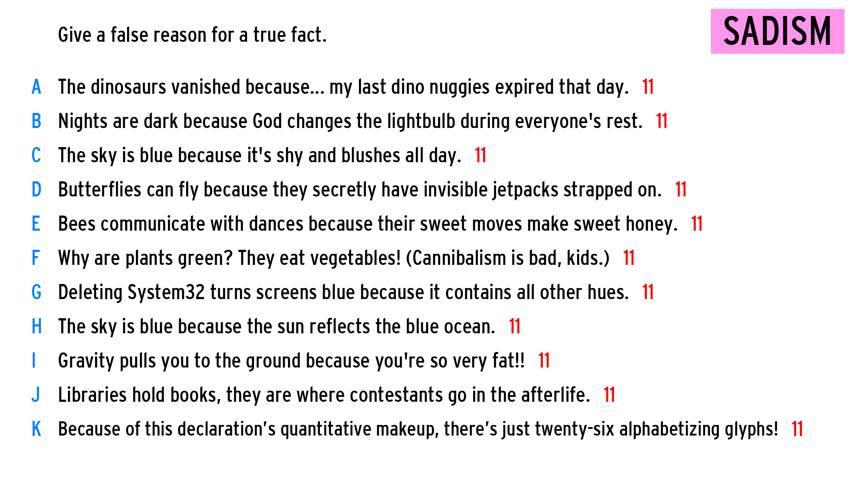 Give a false reason for a true fact.
SADISM
A The dinosaurs vanished because... my last dino nuggies expired that day. 11
B Nights are dark because God changes the lightbulb during everyone's rest. 11
C The sky is blue because it's shy and blushes all day. 11
D Butterflies can fly because they secretly have invisible jetpacks strapped on. 11
E Bees communicate with dances because their sweet moves make sweet honey. 11
F Why are plants green? They eat vegetables! (Cannibalism is bad, kids.) 11
G Deleting System32 turns screens blue because it contains all other hues. 11
H The sky is blue because the sun reflects the blue ocean. 11
I Gravity pulls you to the ground because you're so very fat!! 11
J Libraries hold books, they are where contestants go in the afterlife. 11
K Because of this declaration’s quantitative makeup, there’s just twenty-six alphabetizing glyphs! 11